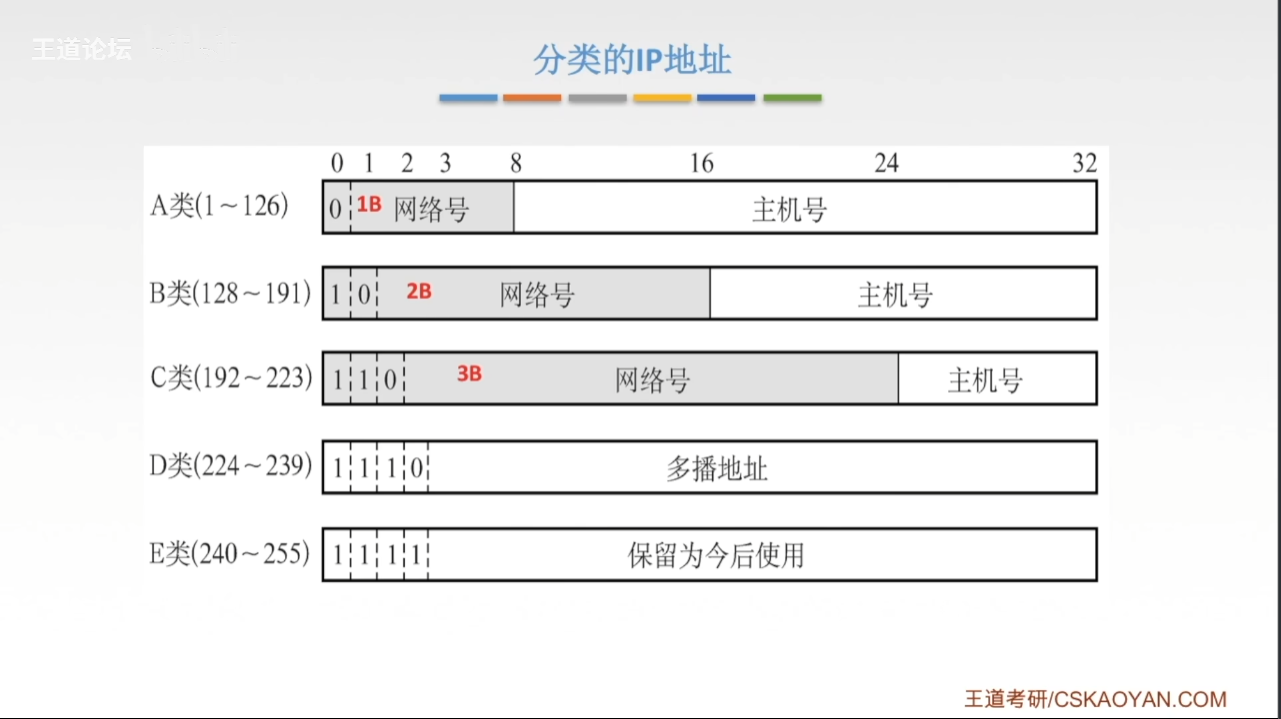 王道论坛
分类的IP地址
0 1 2 3 8 16 24 32
A类(1～126) 0 1B 网络号 主机号
B类(128～191) 1 0 2B 网络号 主机号
C类(192～223) 1 1 0 3B 网络号 主机号
D类(224～239) 1 1 1 0 多播地址
E类(240～255) 1 1 1 1 保留为今后使用
王道考研/CSKAOYAN.COM